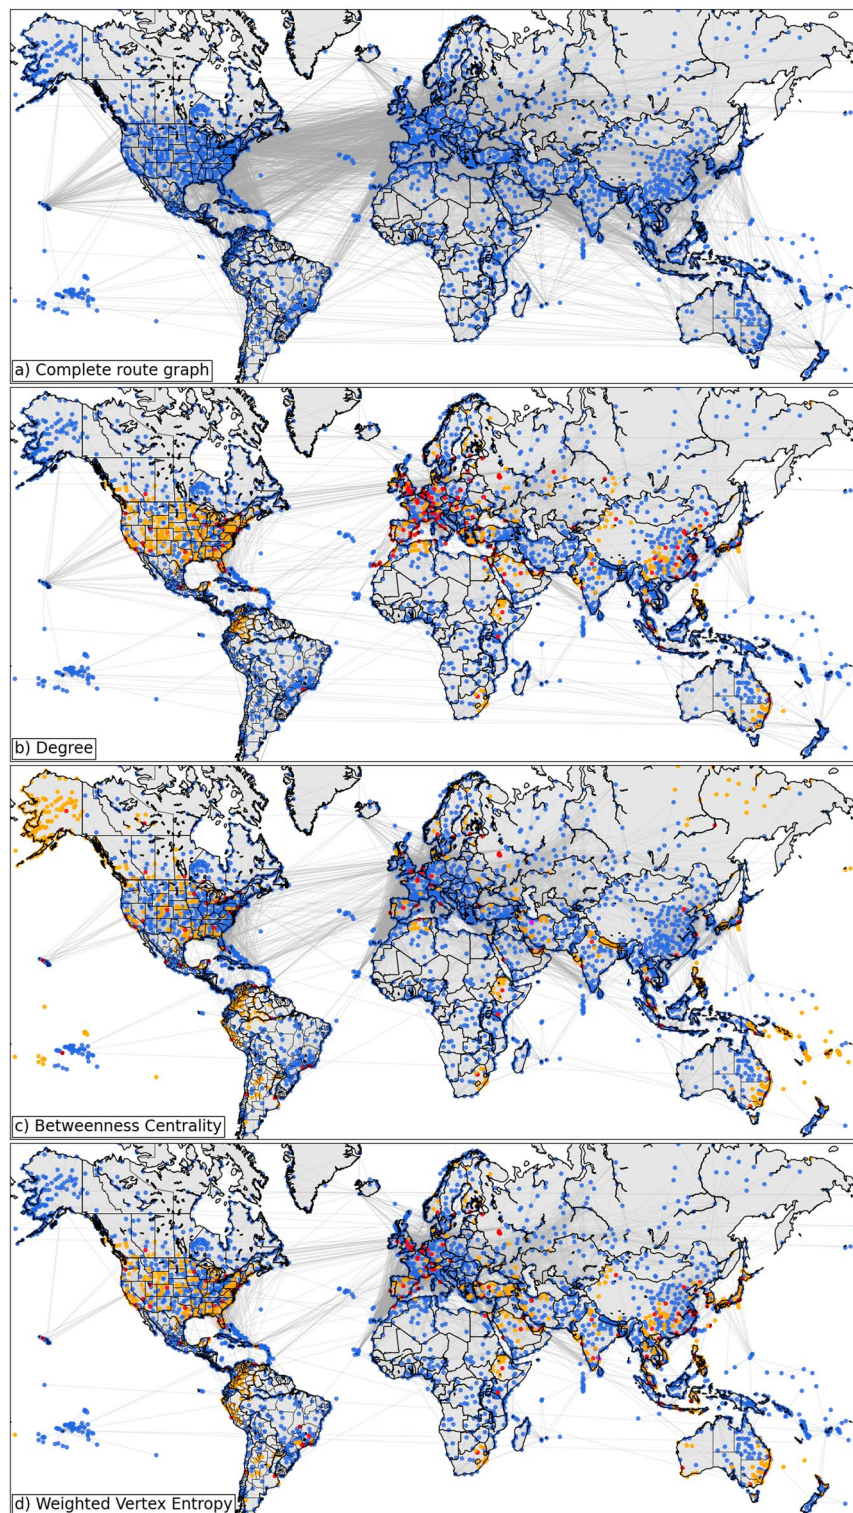 a) Complete route graph
b) Degree
c) Betweenness Centrality
d) Weighted Vertex Entropy